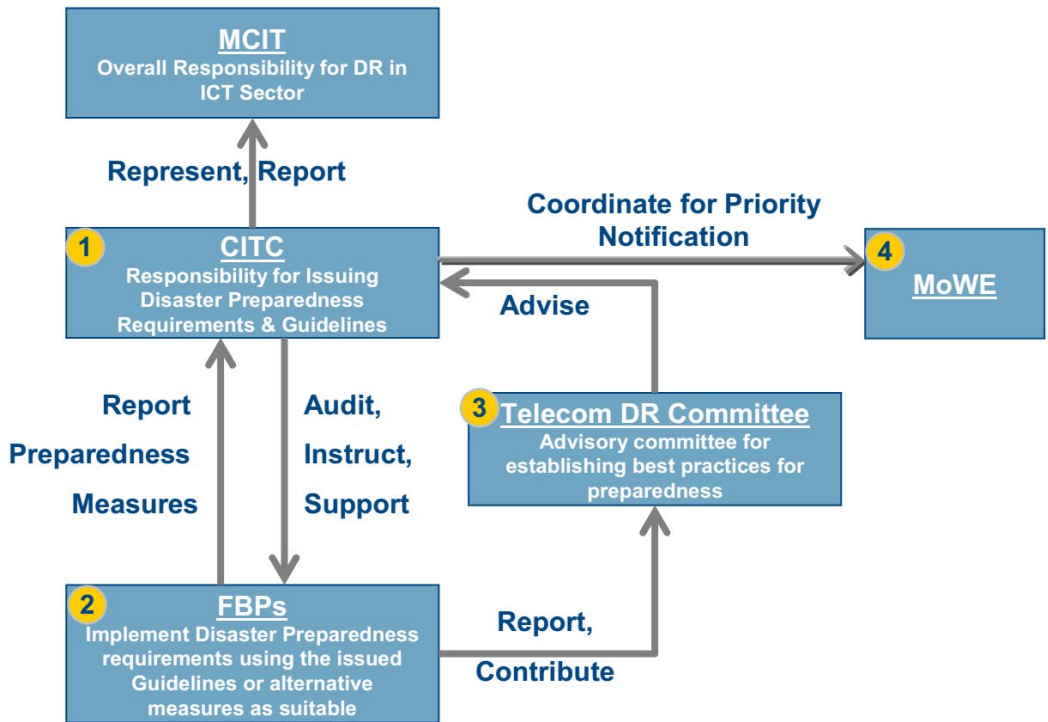 MCIT
Overall Responsibility for DR in
ICT Sector
Represent, Report
Coordinate for Priority
Notification
1
CITC
Responsibility for Issuing
Disaster Preparedness
Requirements & Guidelines
4
MoWE
Advise
Report
Preparedness
Measures
Audit,
Instruct,
Support
3
Telecom DR Committee
Advisory committee for
establishing best practices for
preparedness
2
FBPs
Implement Disaster Preparedness
requirements using the issued
Guidelines or alternative
measures as suitable
Report,
Contribute